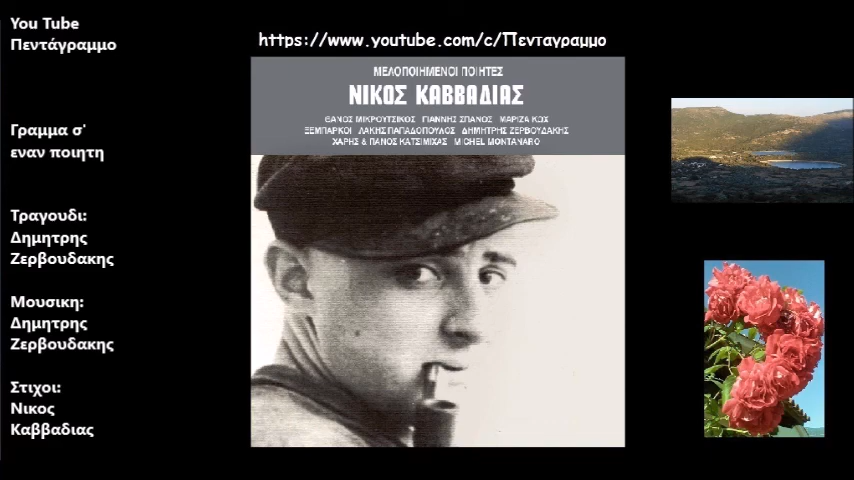 You Tube
Πεντάγραμμο
Γραμμα σ'
εναν ποιητη
Τραγουδι:
Δημητρης
Ζερβουδακης
Μουσικη:
Δημητρης
Ζερβουδακης
Στιχοι:
Νικος
Καββαδιας
https://www.youtube.com/c/Πενταγραμμο
ΜΕΛΟΠΟΙΗΜΕΝΟΙ ΠΟΙΗΤΕΣ
ΝΙΚΟΣ ΚΑΒΒΑΔΙΑΣ
ΘΑΝΟΣ ΜΙΚΡΟΥΤΣΙΚΟΣ ΓΙΑΝΝΗΣ ΣΠΑΝΟΣ ΜΑΡΙΖΑ ΚΩΧ
ΞΕΜΠΑΡΚΟΙ ΛΑΚΗΣ ΠΑΠΑΔΟΠΟΥΛΟΣ ΔΗΜΗΤΡΗΣ ΖΕΡΒΟΥΔΑΚΗΣ
ΧΑΡΗΣ & ΠΑΝΟΣ ΚΑΤΣΙΜΙΧΑΣ MICHEL MONTANARO